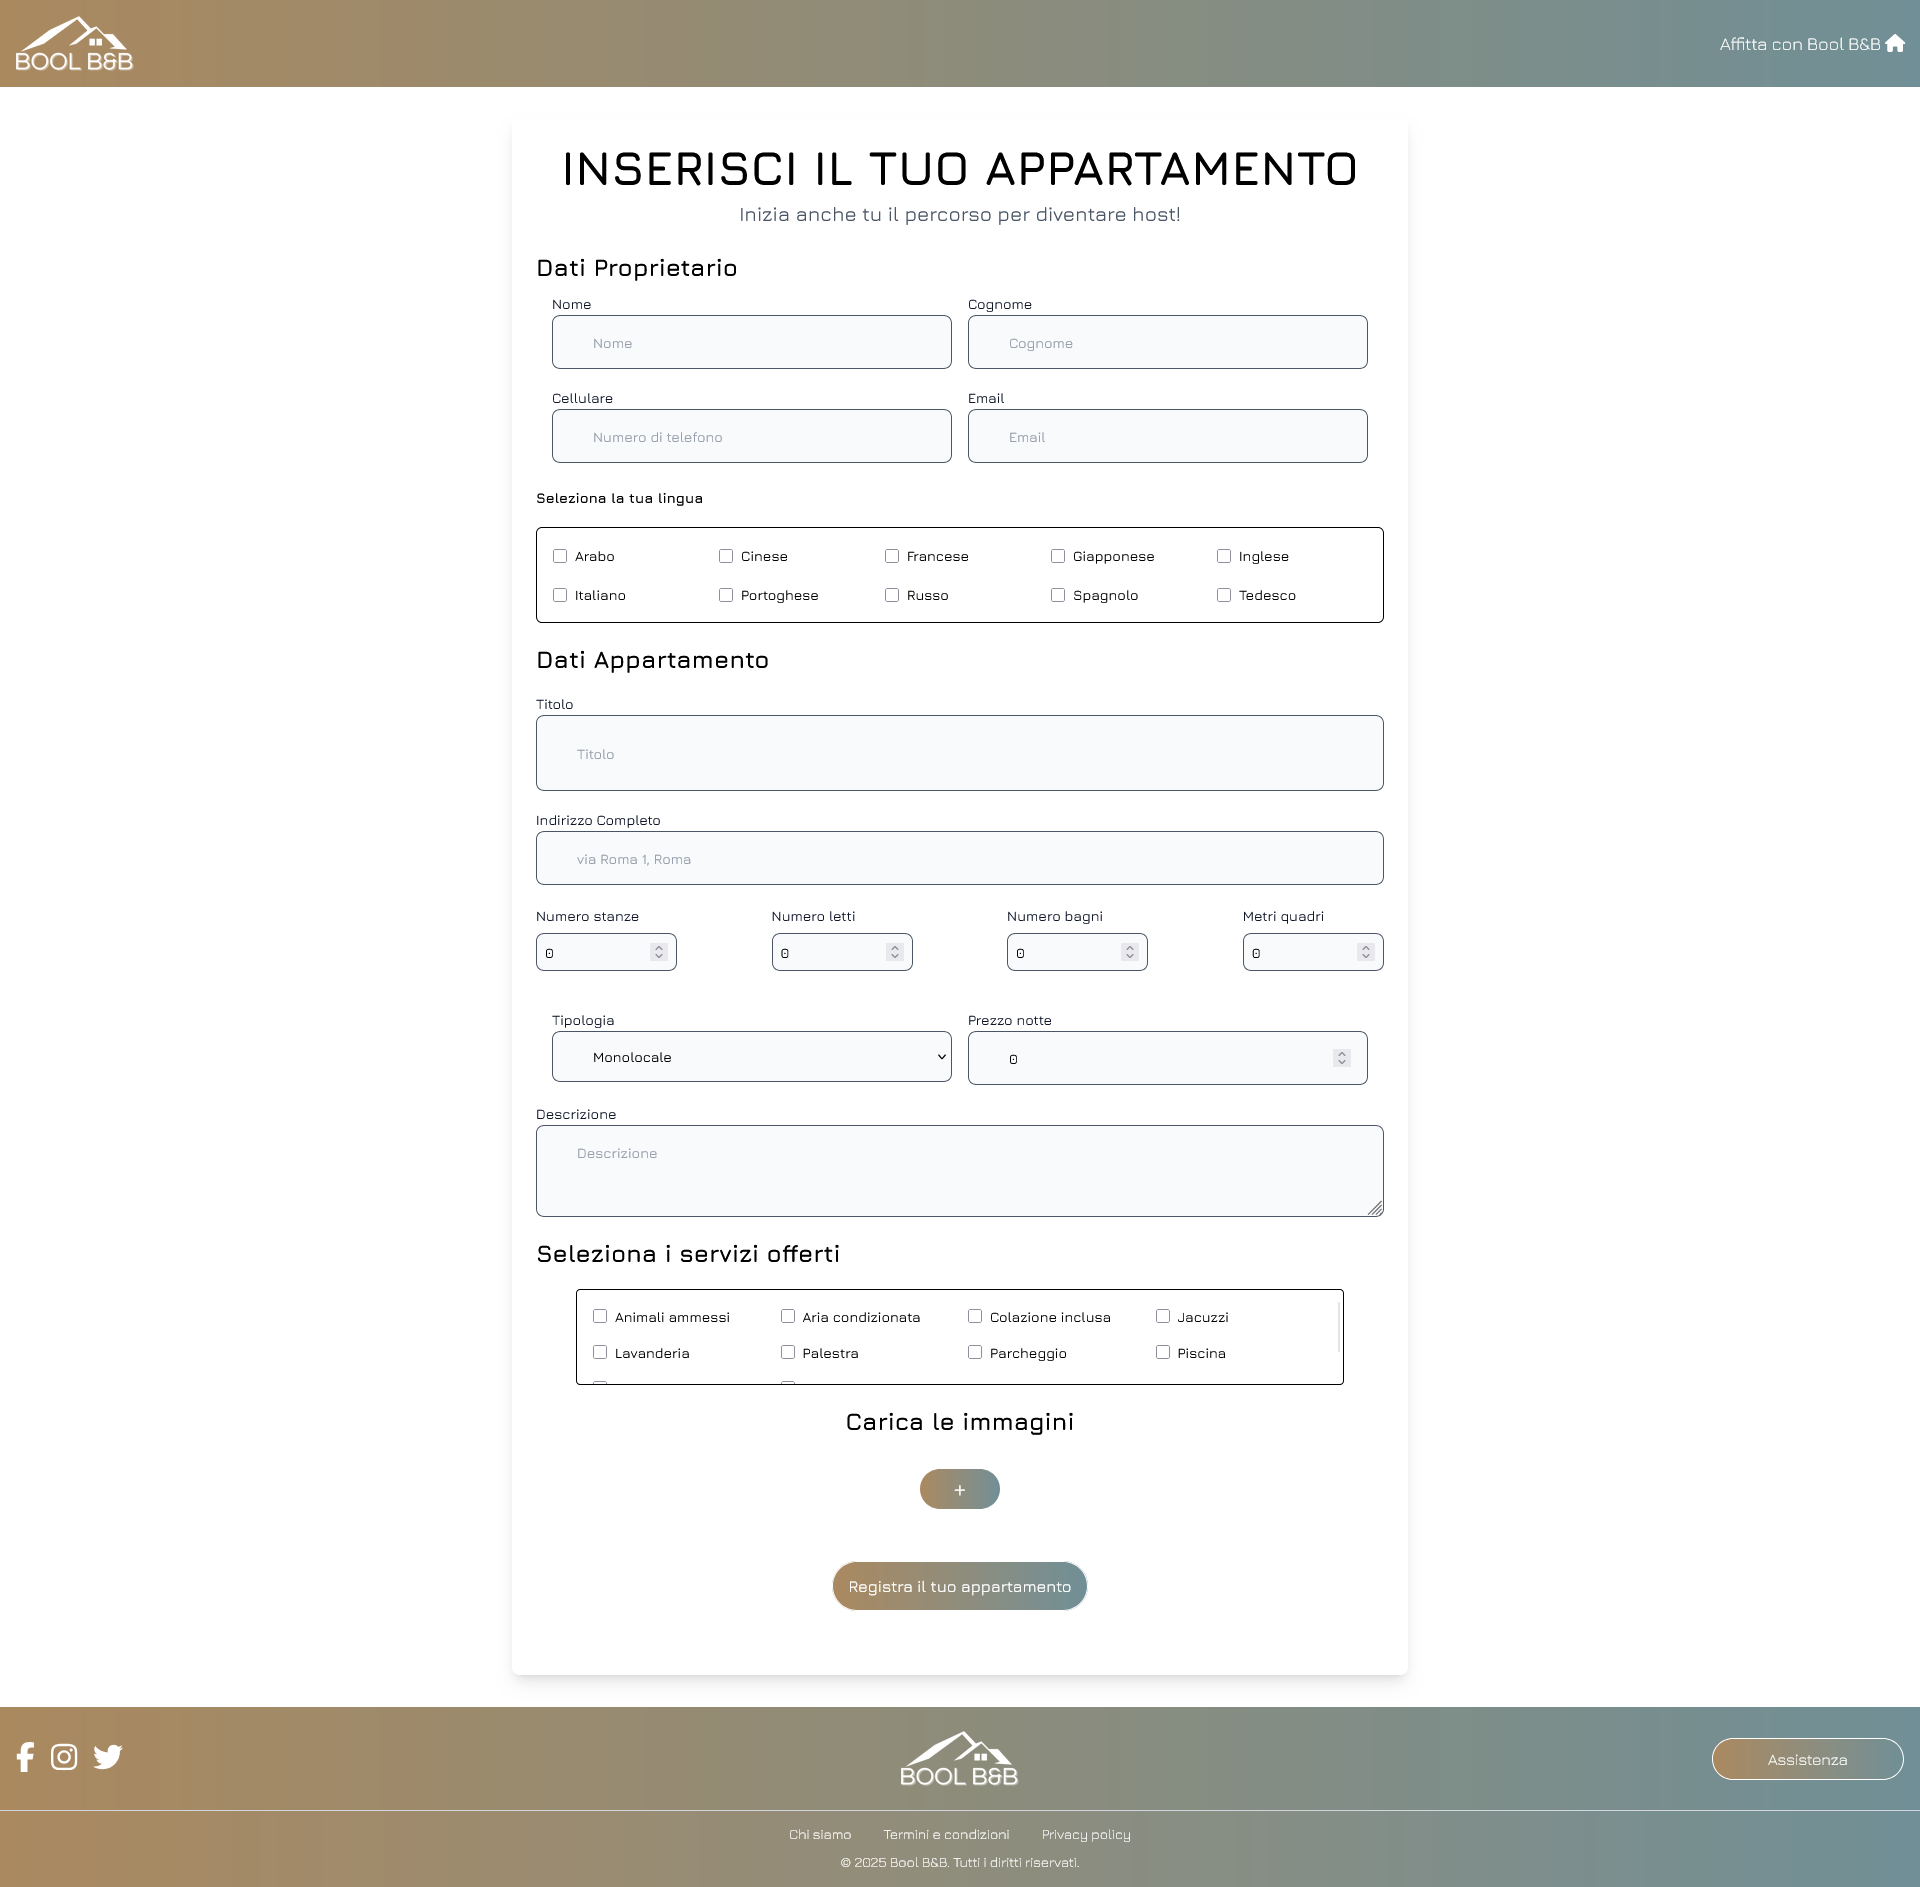 BOOL B&B
Affitta con Bool B&B
INSERISCI IL TUO APPARTAMENTO
Inizia anche tu il percorso per diventare host!
Dati Proprietario
Nome Cognome
Nome Cognome
Cellulare Email
Numero di telefono Email
Seleziona la tua lingua
Arabo Cinese Francese Giapponese Inglese
Italiano Portoghese Russo Spagnolo Tedesco
Dati Appartamento
Titolo
Titolo
Indirizzo Completo
via Roma 1, Roma
Numero stanze Numero letti Numero bagni Metri quadri
0 0 0 0
Tipologia Prezzo notte
Monolocale 0
Descrizione
Descrizione
Seleziona i servizi offerti
Animali ammessi Aria condizionata Colazione inclusa Jacuzzi
Lavanderia Palestra Parcheggio Piscina
Carica le immagini
+
Registra il tuo appartamento
BOOL B&B
Assistenza
Chi siamo Termini e condizioni Privacy policy
© 2025 Bool B&B. Tutti i diritti riservati.